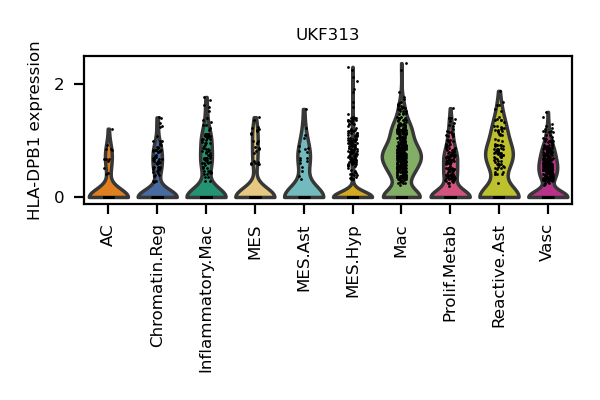 UKF313
HLA-DPB1 expression
2
0
AC
Chromatin.Reg
Inflammatory.Mac
MES
MES.Ast
MES.Hyp
Mac
Prolif.Metab
Reactive.Ast
Vasc